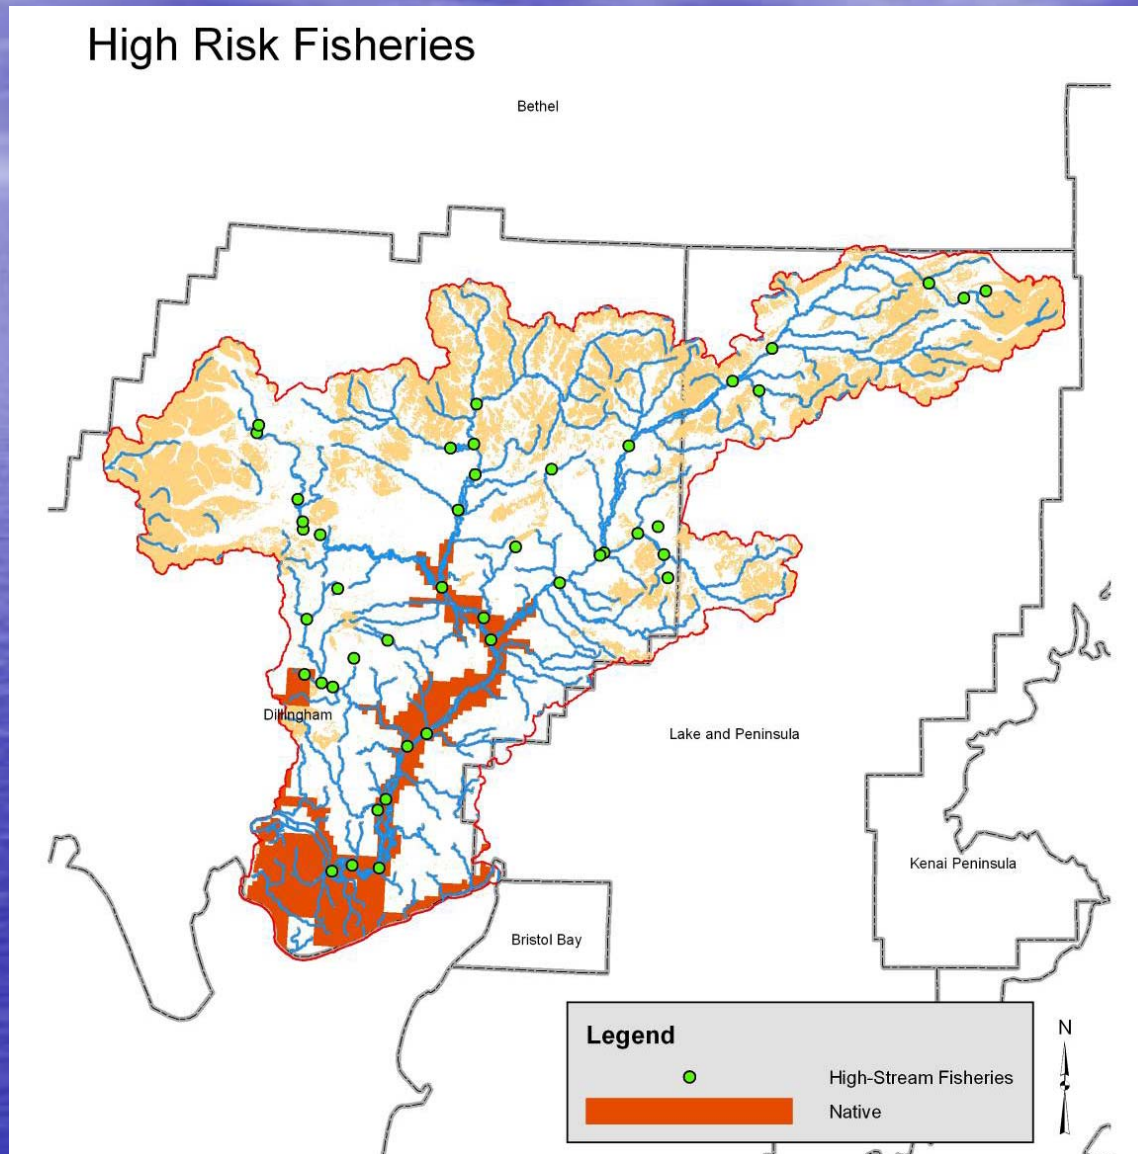 High Risk Fisheries
Bethel
Dillingham
Lake and Peninsula
Kenai Peninsula
Bristol Bay
Legend
High-Stream Fisheries
Native
N